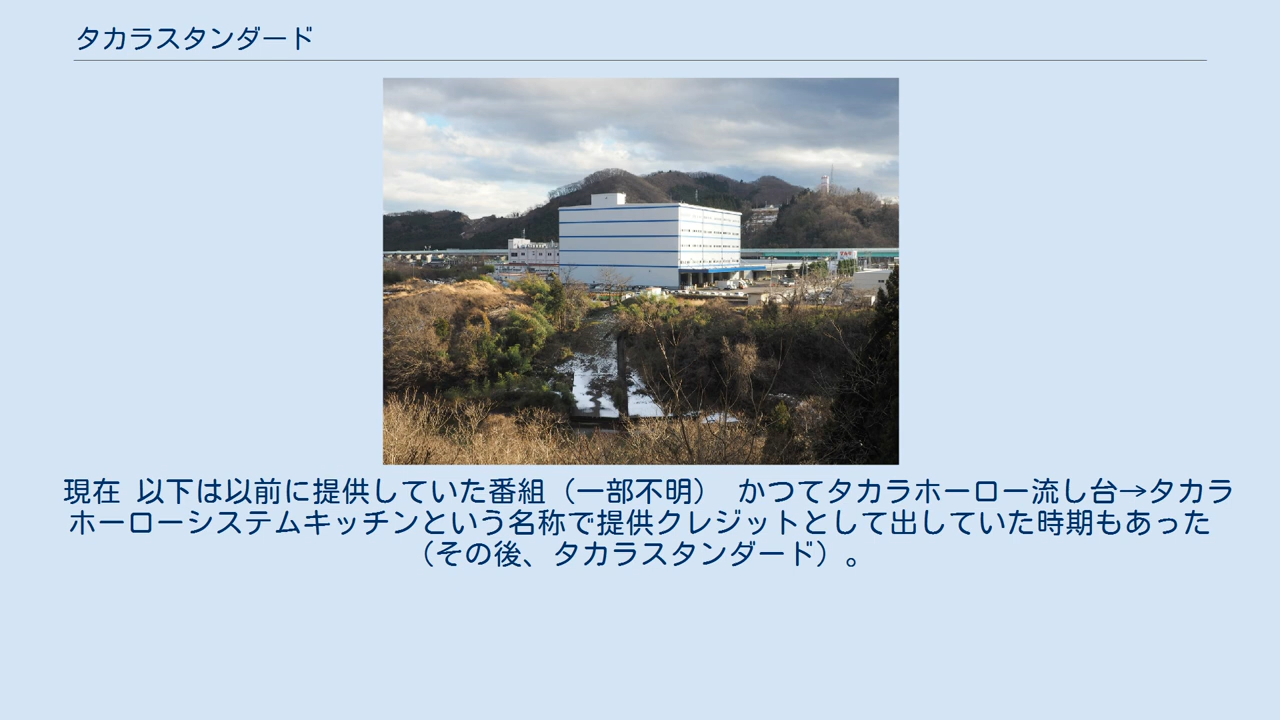 タカラスタンダード
現在 以下は以前に提供していた番組（一部不明） かつてタカラホーロー流し台→タカラ
ホーローシステムキッチンという名称で提供クレジットとして出していた時期もあった
（その後、タカラスタンダード）。